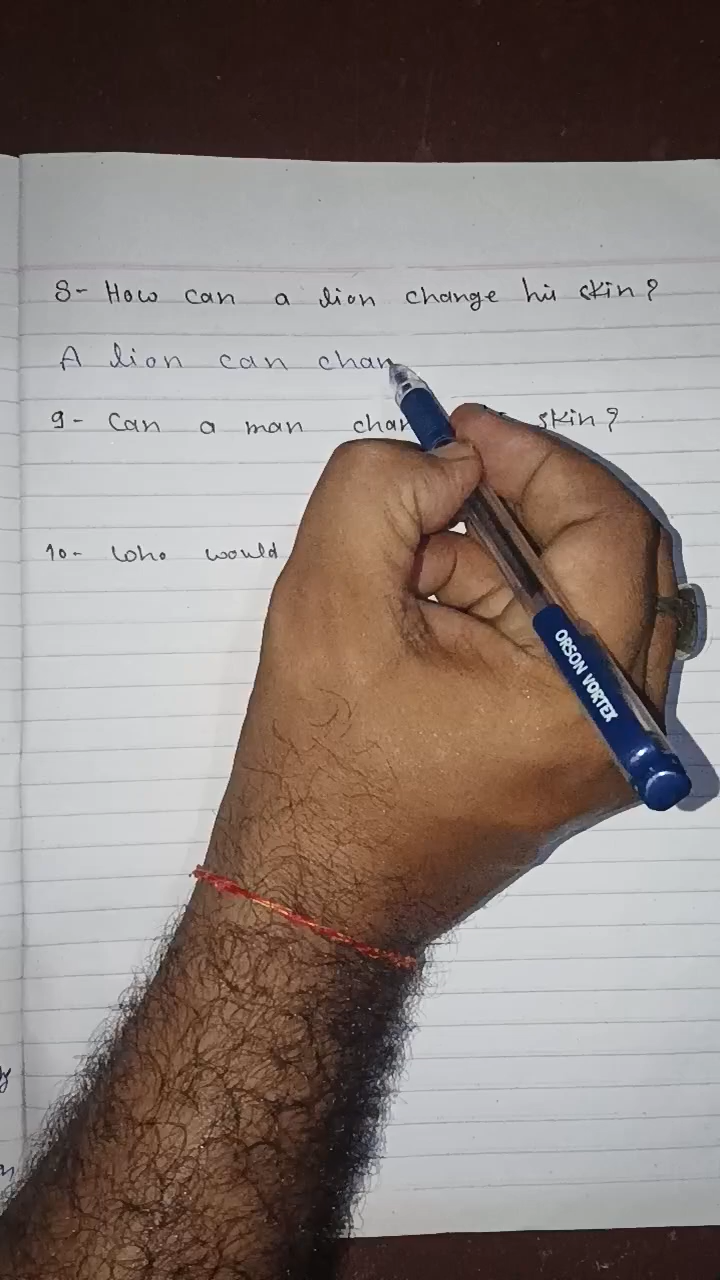 8- How can a lion change his skin?
A lion can chan
9- Can a man chan skin?
10- Who would
ORSON VORTEX